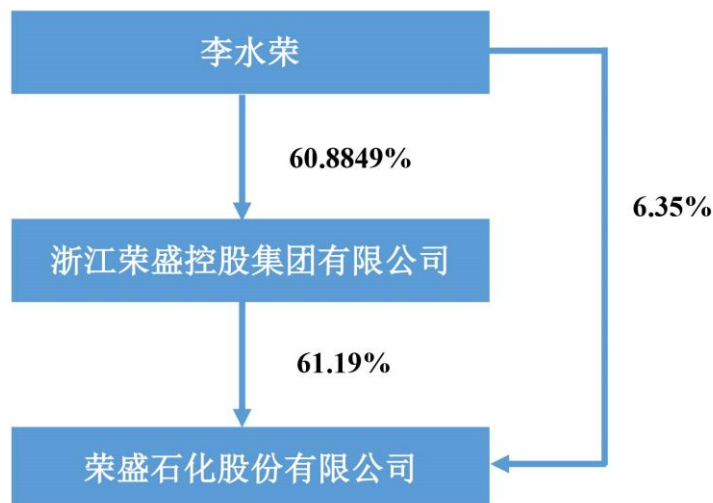 李水荣
60.8849%
6.35%
浙江荣盛控股集团有限公司
61.19%
荣盛石化股份有限公司